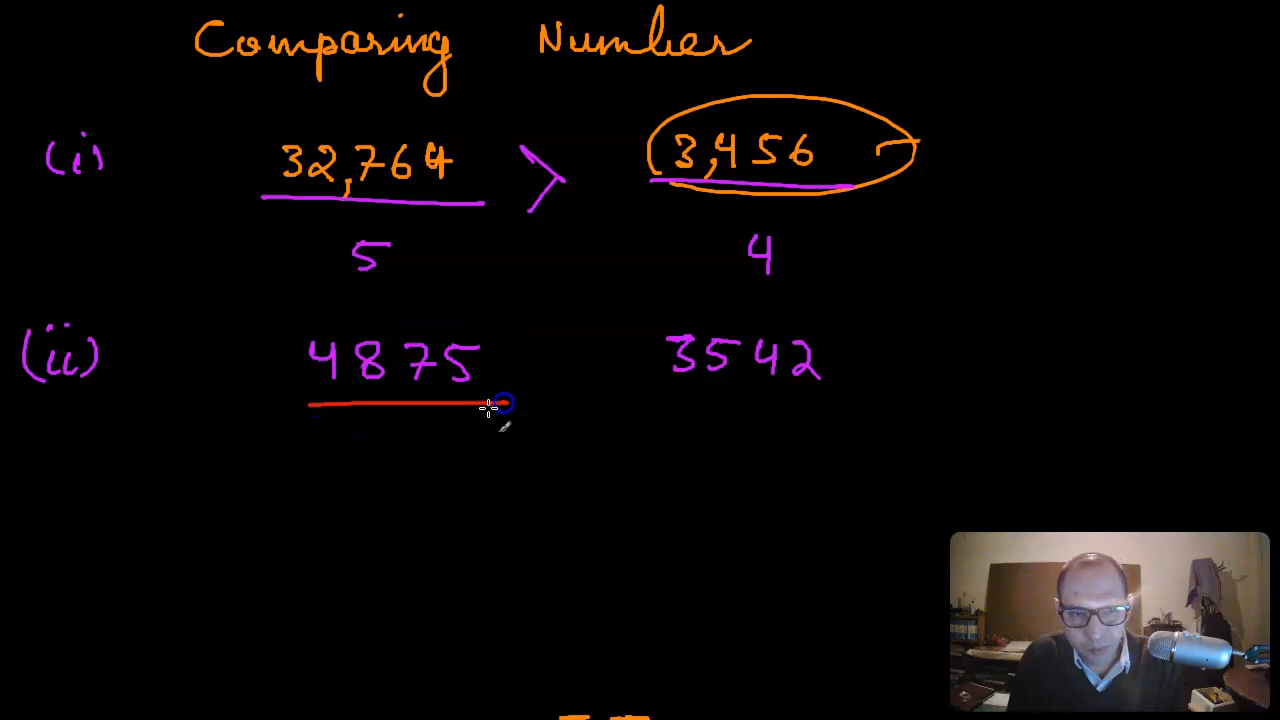 Comparing Number
(i) 32,764 > 3,456
5 4
(ii) 4875 3542